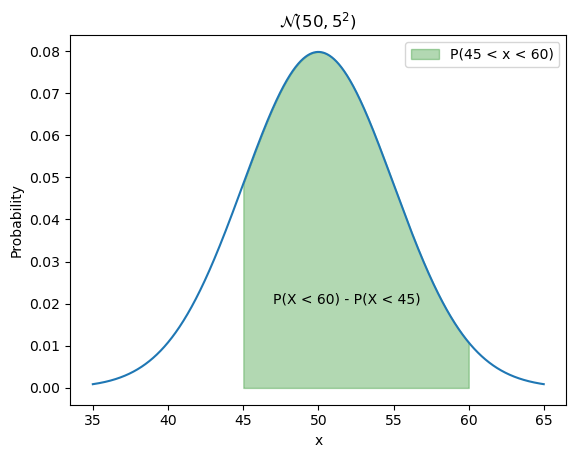 𝒩(50, 5²)
P(45 < x < 60)
0.08
0.07
0.06
0.05
0.04
0.03
0.02
0.01
0.00
Probability
P(X < 60) - P(X < 45)
35 40 45 50 55 60 65
x